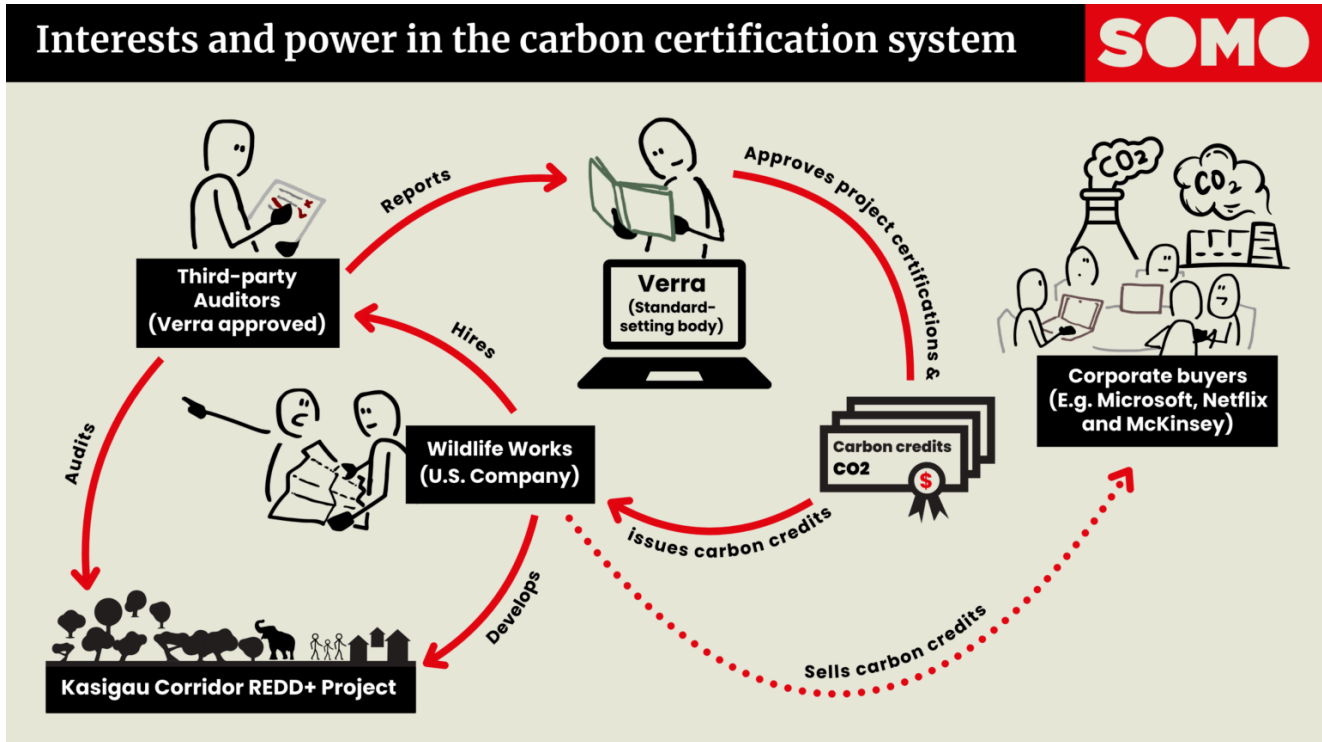 Interests and power in the carbon certification system
SOMO
Reports
Approves project certifications &
CO2
CO2
Third-party
Auditors
(Verra approved)
Verra
(Standard-
setting body)
Hires
Corporate buyers
(E.g. Microsoft, Netflix
and McKinsey)
Audits
Wildlife Works
(U.S. Company)
Carbon credits
CO2
$
issues carbon credits
Develops
Sells carbon credits
Kasigau Corridor REDD+ Project